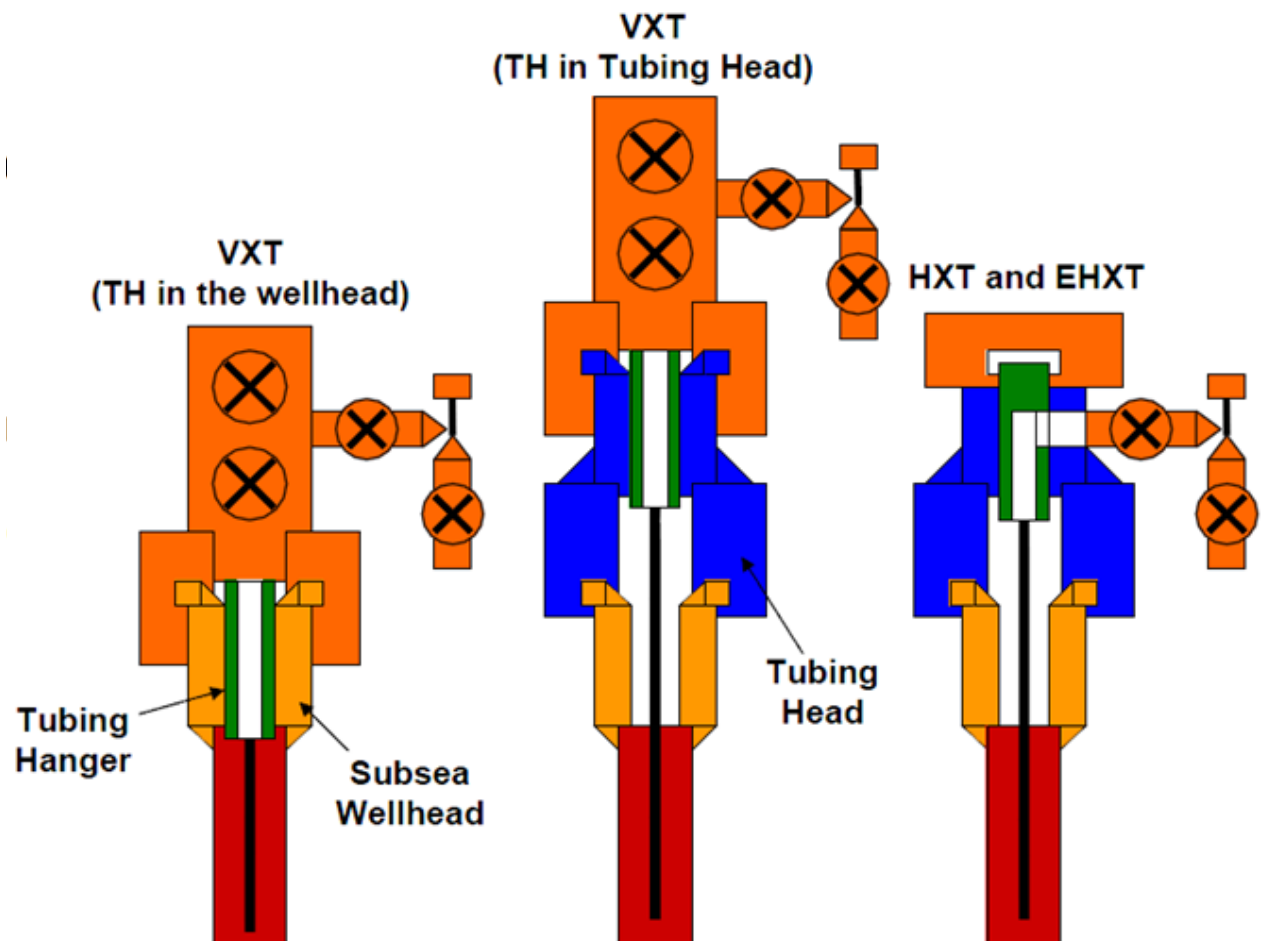 VXT
(TH in Tubing Head)
VXT
(TH in the wellhead)
HXT and EHXT
Tubing
Hanger
Subsea
Wellhead
Tubing
Head